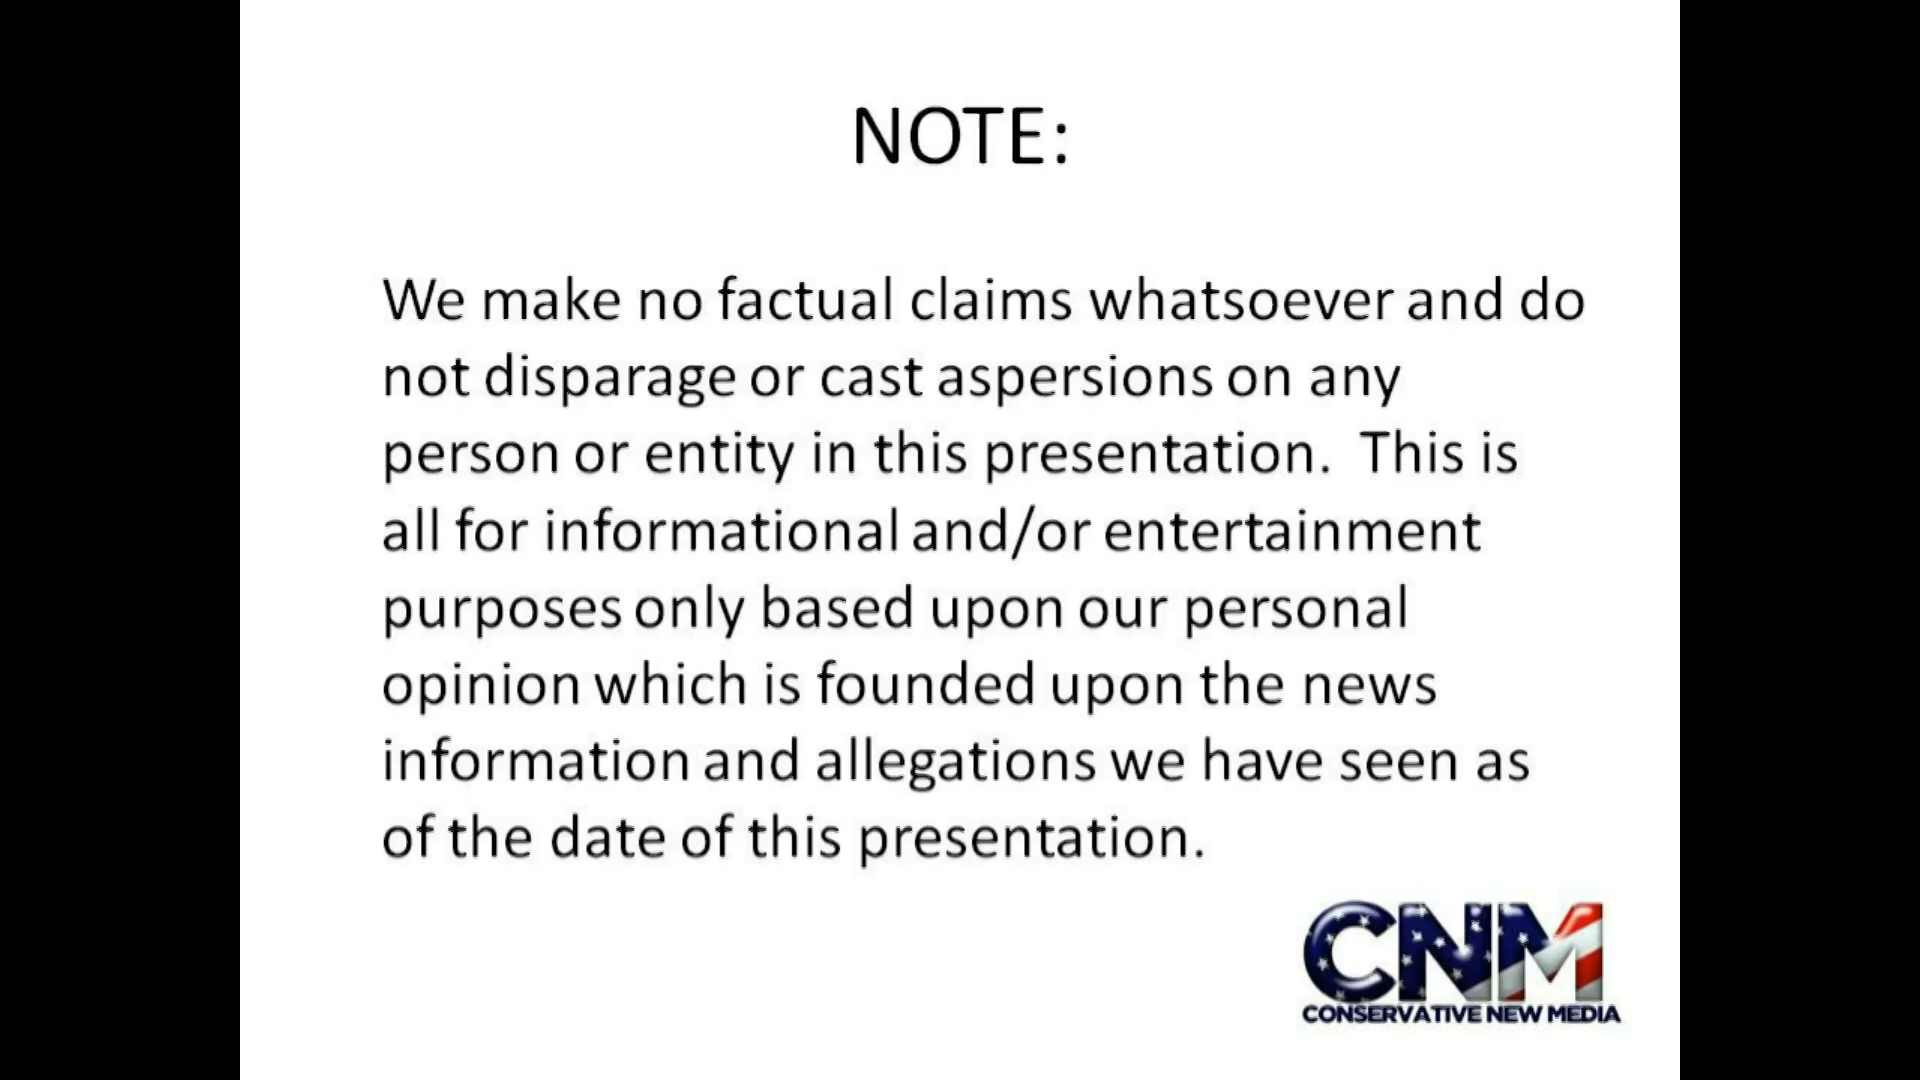 NOTE:
We make no factual claims whatsoever and do
not disparage or cast aspersions on any
person or entity in this presentation.  This is
all for informational and/or entertainment
purposes only based upon our personal
opinion which is founded upon the news
information and allegations we have seen as
of the date of this presentation.
CNM
CONSERVATIVE NEW MEDIA